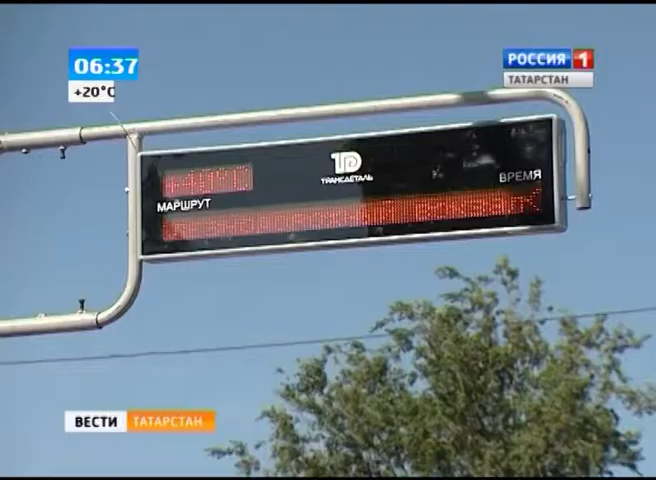 06:37
+20°C
РОССИЯ 1
ТАТАРСТАН
ТРАНСДЕТАЛЬ
МАРШРУТ
ВРЕМЯ
ВЕСТИ ТАТАРСТАН